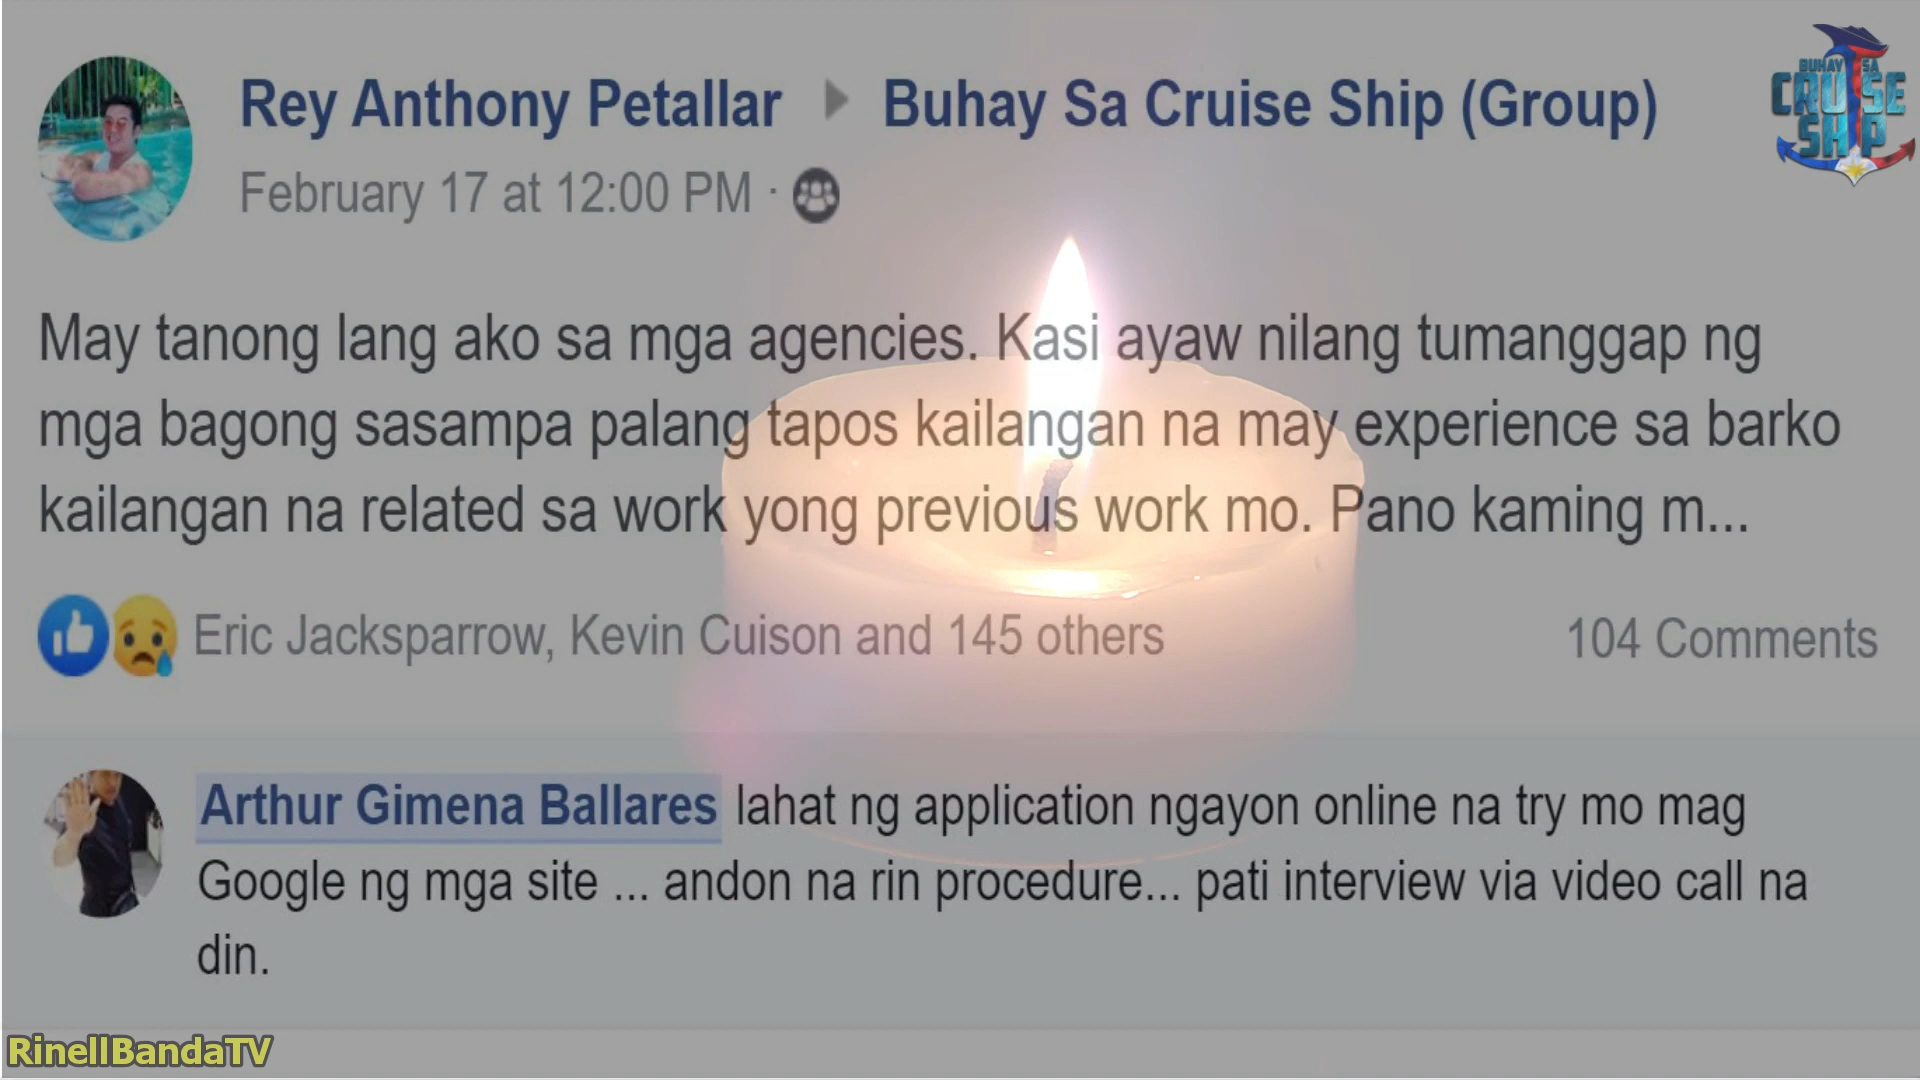 Rey Anthony Petallar ▸ Buhay Sa Cruise Ship (Group)
BUHAY SA
CRUISE
SHIP
February 17 at 12:00 PM ·
May tanong lang ako sa mga agencies. Kasi ayaw nilang tumanggap ng
mga bagong sasampa palang tapos kailangan na may experience sa barko
kailangan na related sa work yong previous work mo. Pano kaming m...
Eric Jacksparrow, Kevin Cuison and 145 others
104 Comments
Arthur Gimena Ballares lahat ng application ngayon online na try mo mag
Google ng mga site ... andon na rin procedure... pati interview via video call na
din.
RinellBandaTV